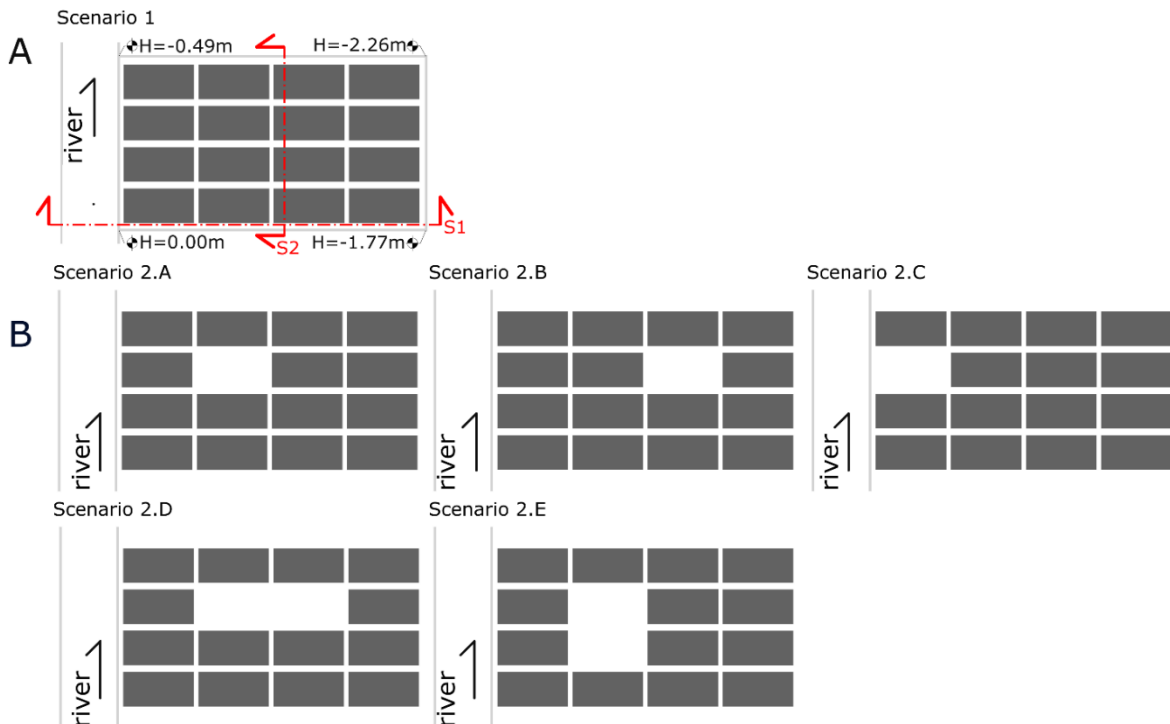 Scenario 1
A
H=-0.49m
H=-2.26m
river
S1
H=0.00m
S2
H=-1.77m
Scenario 2.A
Scenario 2.B
Scenario 2.C
B
river
river
river
Scenario 2.D
Scenario 2.E
river
river